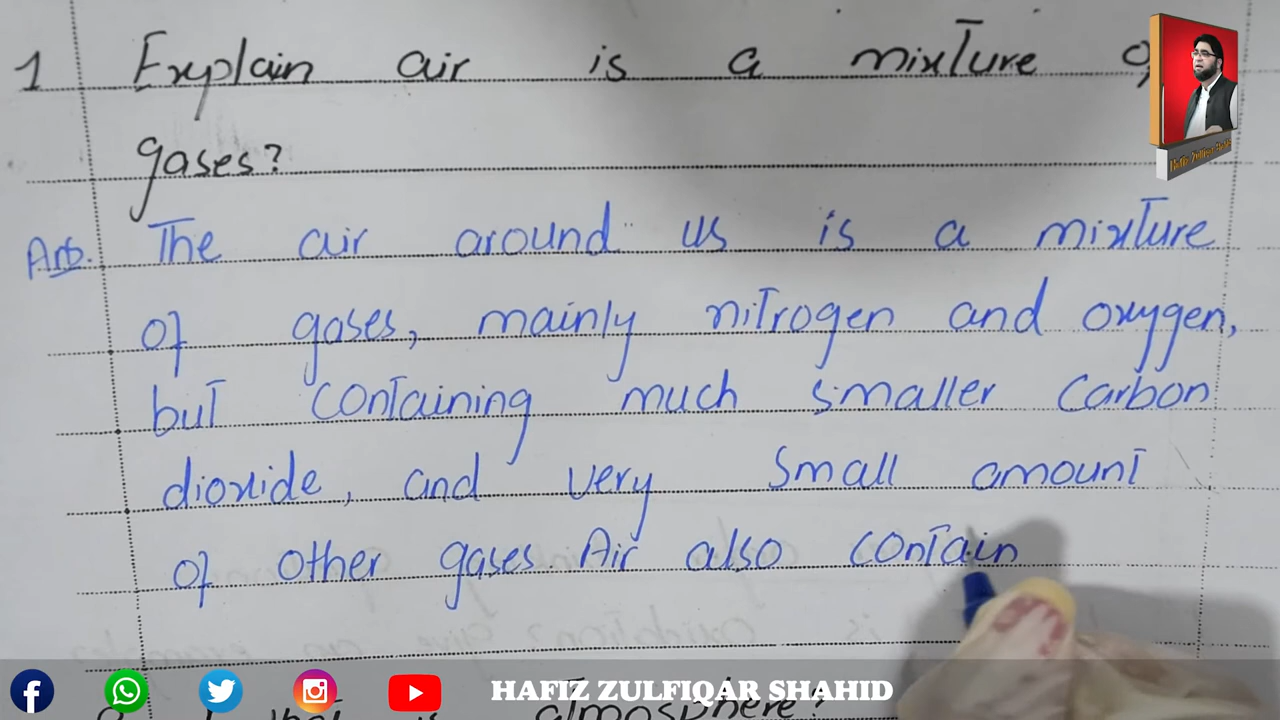 1 Explain air is a mixture of
gases?
Ans. The air around us is a mixture
of gases, mainly nitrogen and oxygen,
but containing much smaller Carbon
dioxide, and very small amount
of other gases. Air also contain
is atmosphere?
HAFIZ ZULFIQAR SHAHID